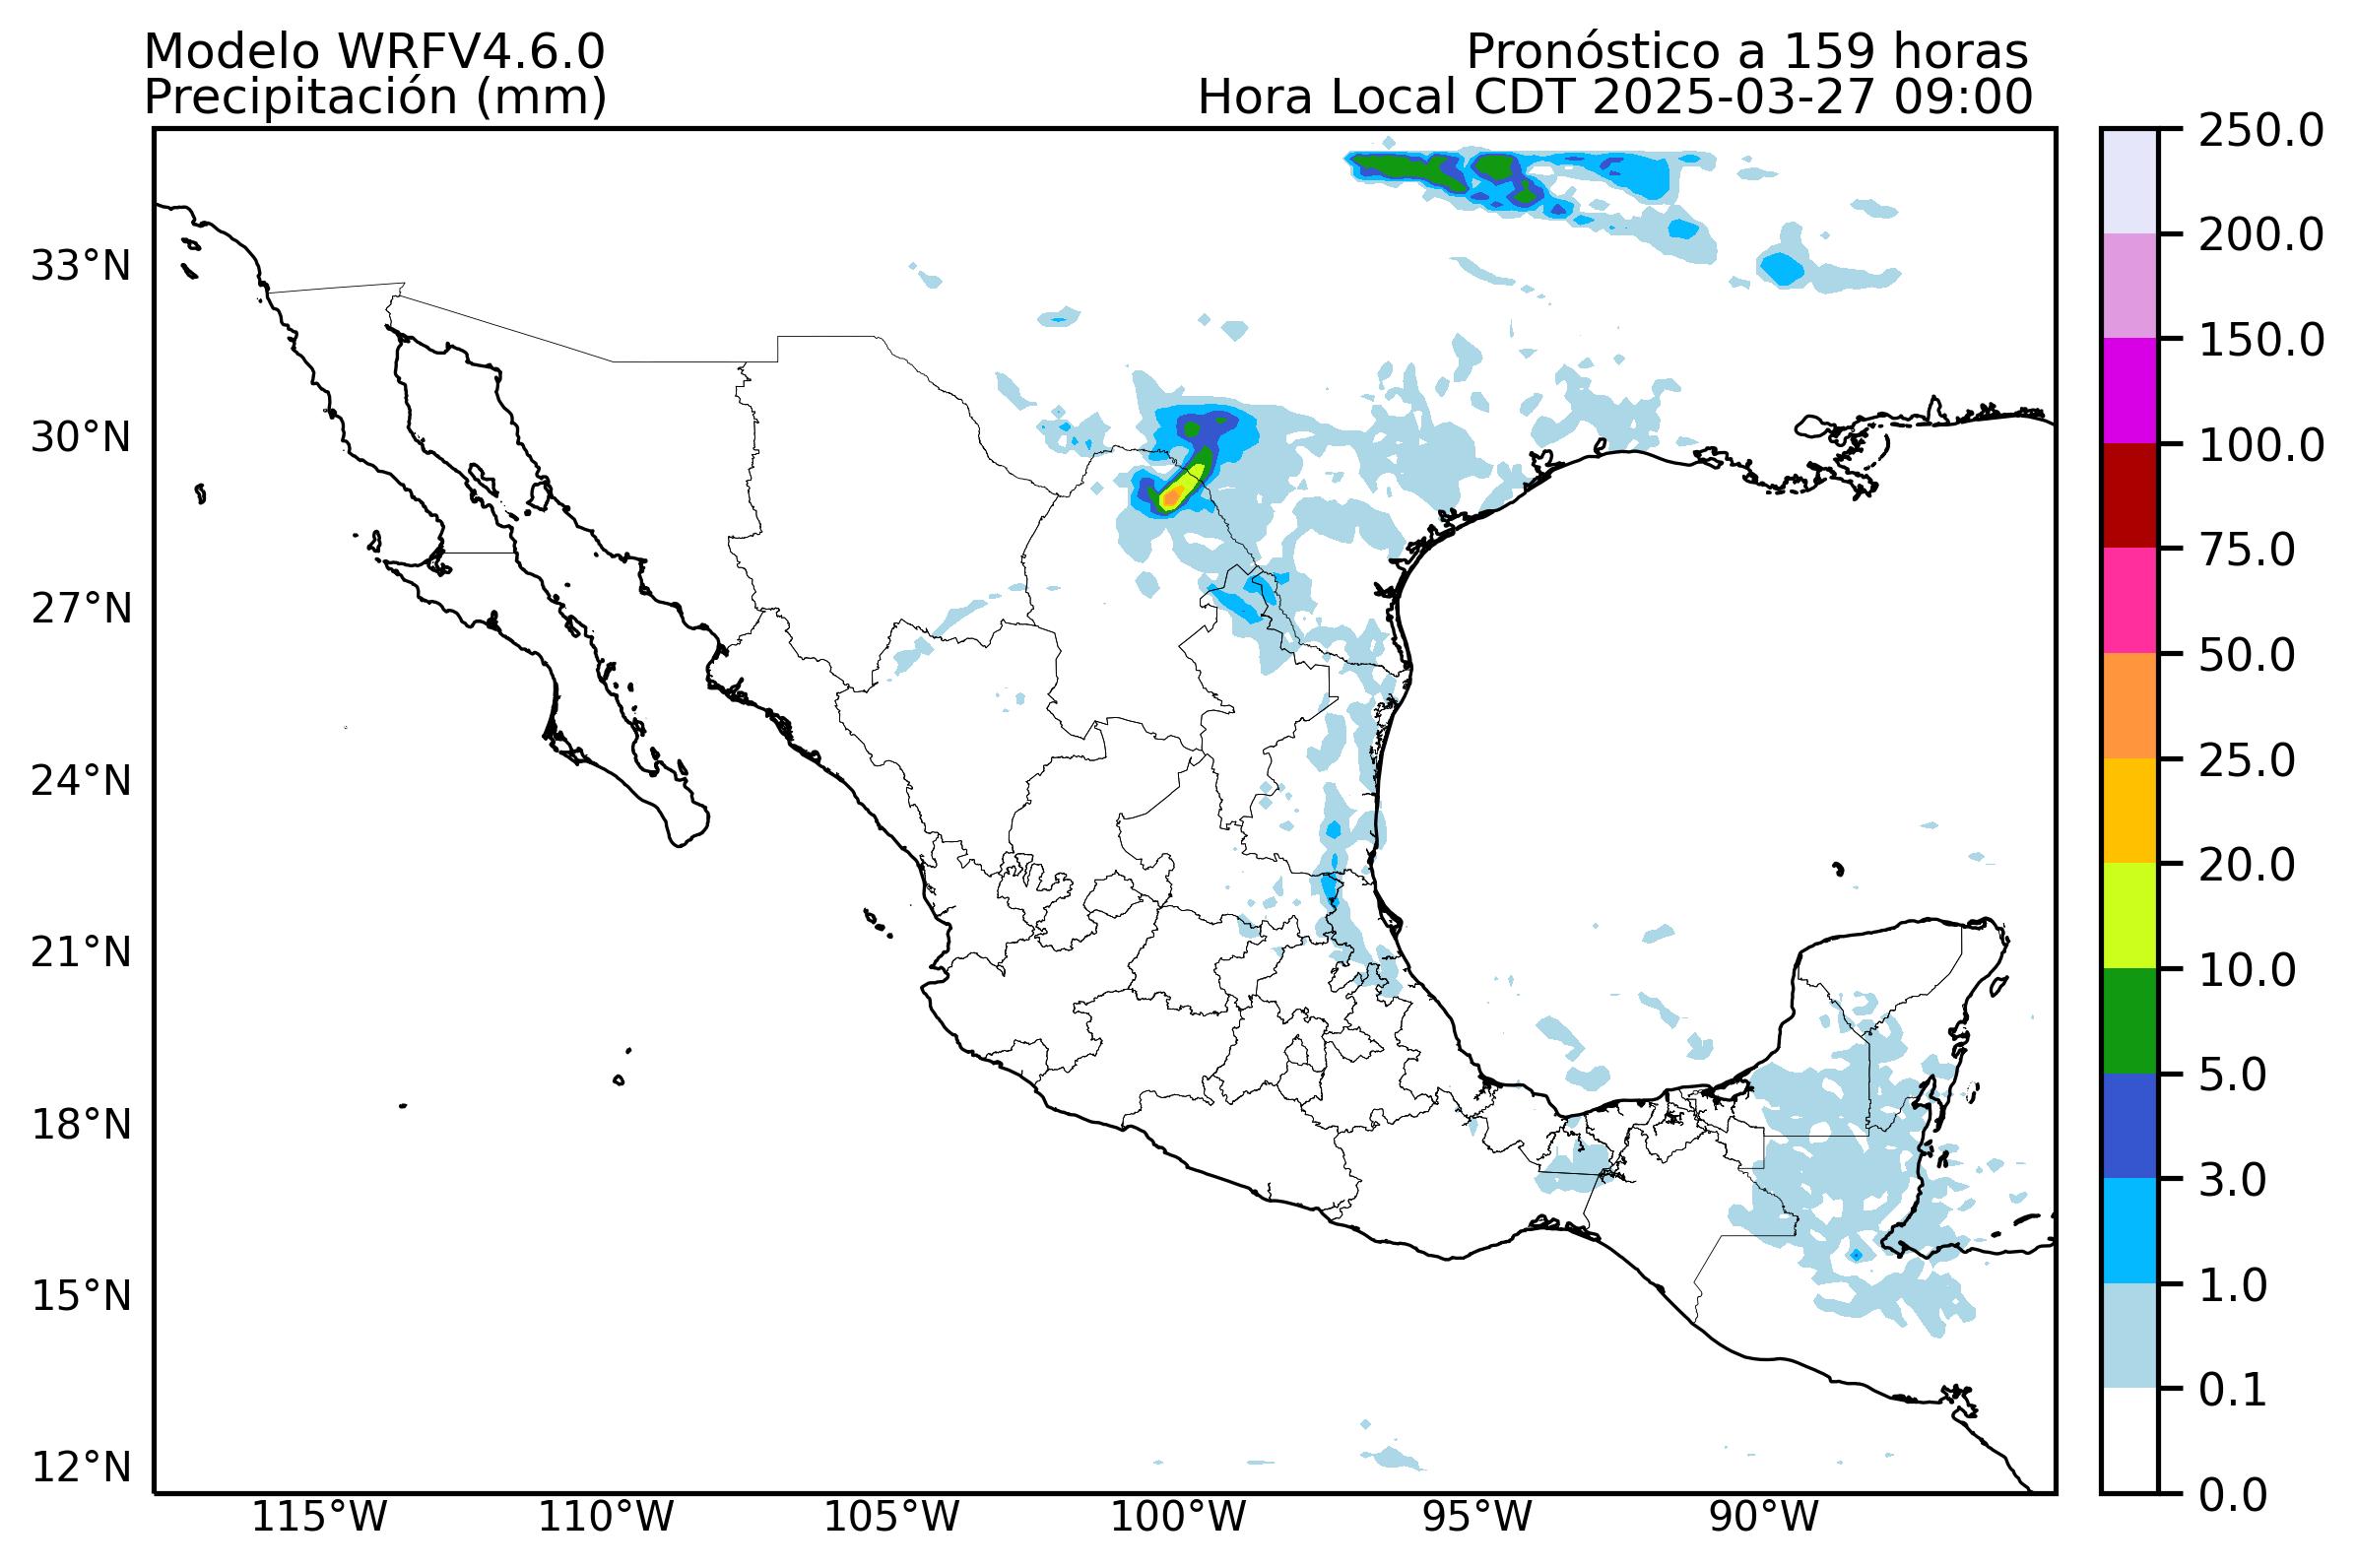 Modelo WRFV4.6.0
Precipitación (mm)
Pronóstico a 159 horas
Hora Local CDT 2025-03-27 09:00
33°N
30°N
27°N
24°N
21°N
18°N
15°N
12°N
115°W
110°W
105°W
100°W
95°W
90°W
250.0
200.0
150.0
100.0
75.0
50.0
25.0
20.0
10.0
5.0
3.0
1.0
0.1
0.0